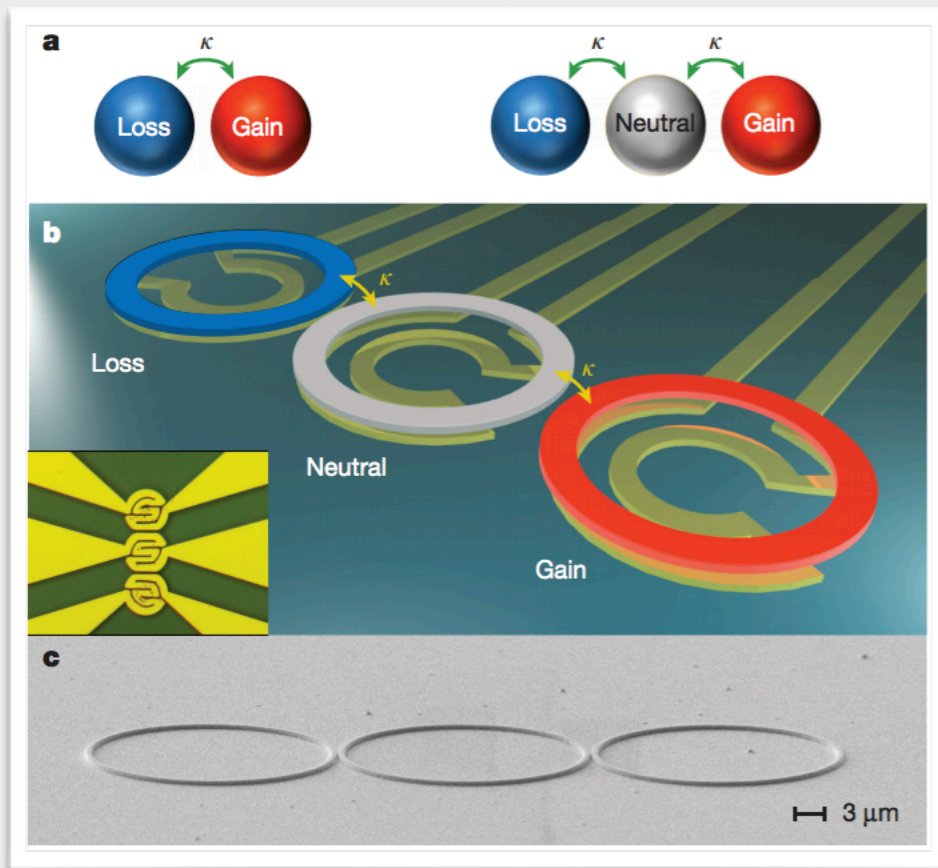 a
κ
κ
κ
Loss
Gain
Loss
Neutral
Gain
b
κ
Loss
κ
Neutral
Gain
c
3 μm